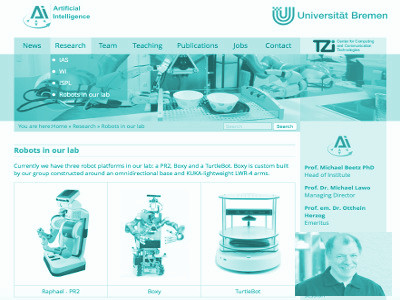 Artificial
Intelligence
Universität Bremen
News Research Team Teaching Publications Jobs Contact
TZi Center for Computing
and Communication
Technologies
IAS
WI
ISPL
Robots in our lab
You are here: Home » Research » Robots in our lab
Search
Robots in our lab
Currently we have three robot platforms in our lab: a PR2, Boxy and a TurtleBot. Boxy is custom built
by our group constructed around an omnidirectional base and KUKA-lightweight LWR-4 arms.
Raphael - PR2
Boxy
TurtleBot
AI
Artificial
Intelligence
Prof. Michael Beetz PhD
Head of Institute
Prof. Dr. Michael Lawo
Managing Director
Prof. em. Dr. Otthein
Herzog
Emeritus